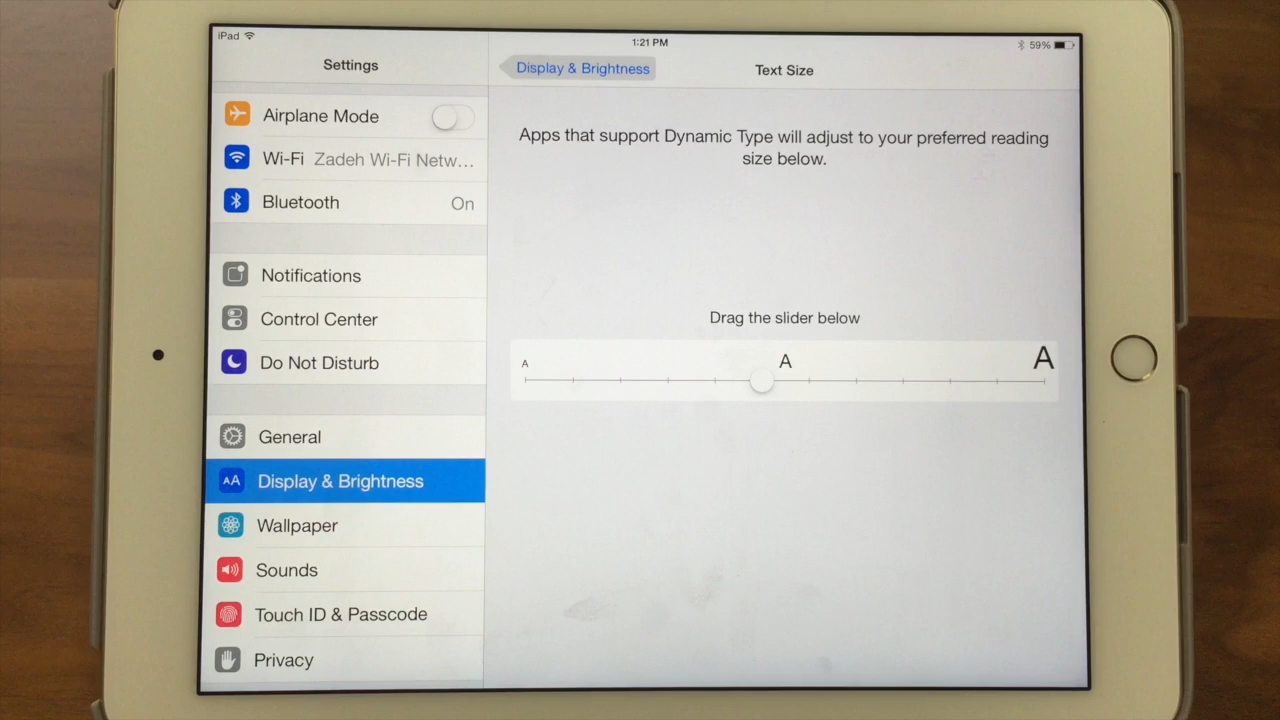 iPad
1:21 PM
59%
Settings
Display & Brightness
Text Size
Airplane Mode
Wi-Fi Zadeh Wi-Fi Netw...
Bluetooth On
Notifications
Control Center
Do Not Disturb
General
AA Display & Brightness
Wallpaper
Sounds
Touch ID & Passcode
Privacy
Apps that support Dynamic Type will adjust to your preferred reading
size below.
Drag the slider below
A A A